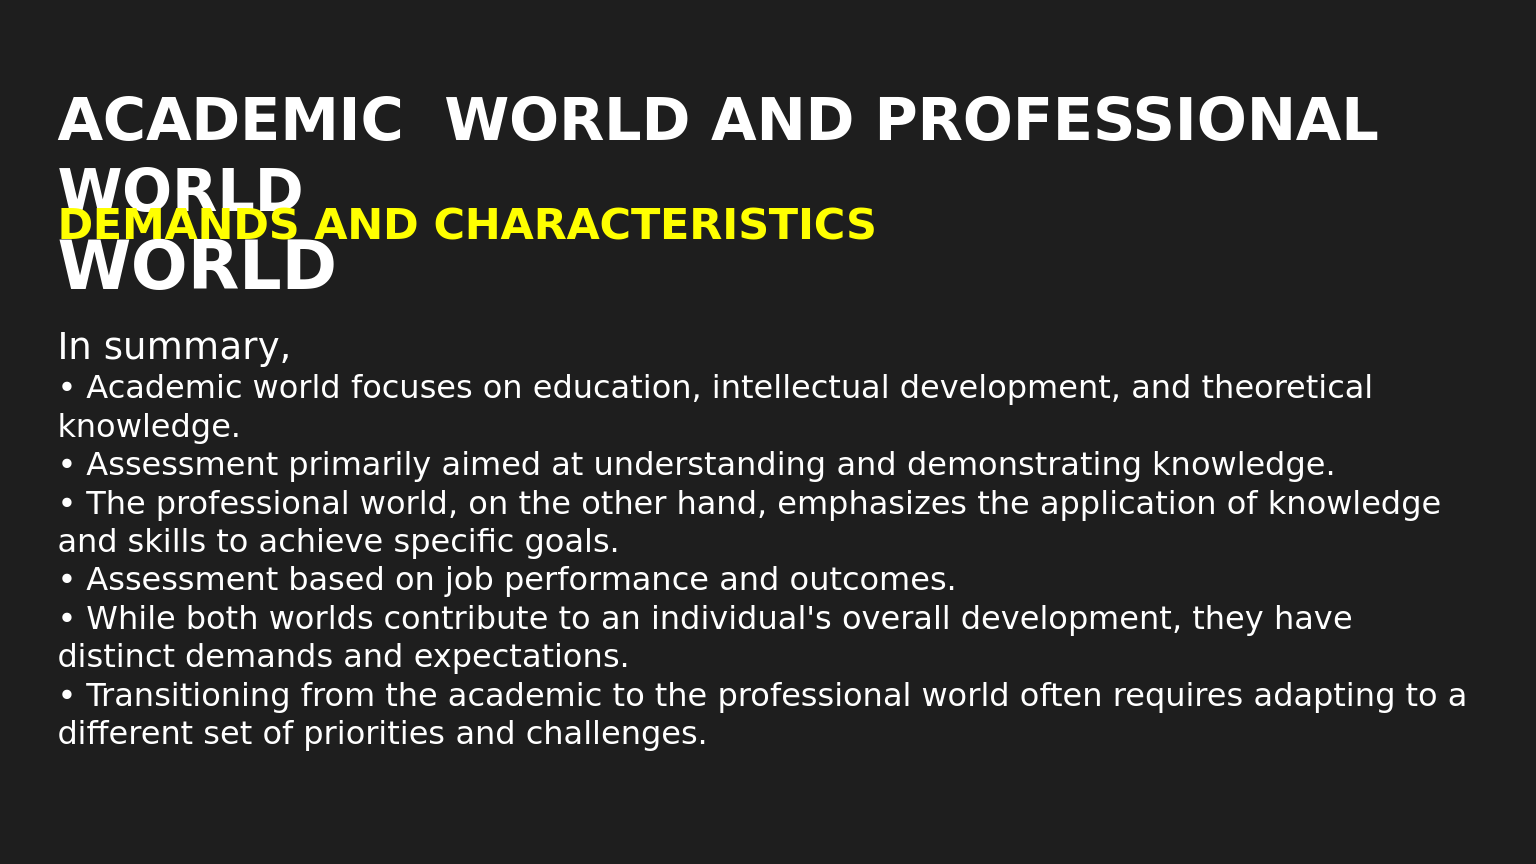 ACADEMIC  WORLD AND PROFESSIONAL
WORLD
DEMANDS AND CHARACTERISTICS
WORLD
In summary,
• Academic world focuses on education, intellectual development, and theoretical
knowledge.
• Assessment primarily aimed at understanding and demonstrating knowledge.
• The professional world, on the other hand, emphasizes the application of knowledge
and skills to achieve specific goals.
• Assessment based on job performance and outcomes.
• While both worlds contribute to an individual's overall development, they have
distinct demands and expectations.
• Transitioning from the academic to the professional world often requires adapting to a
different set of priorities and challenges.